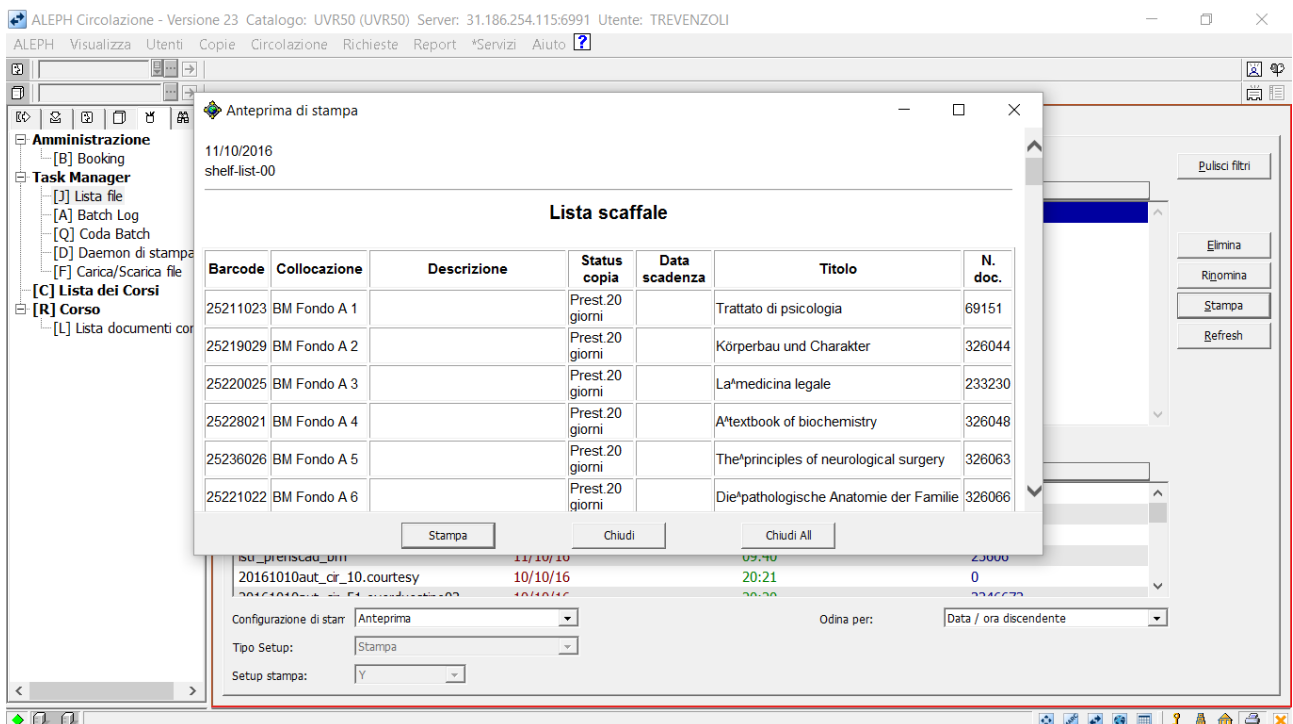 ALEPH Circolazione - Versione 23 Catalogo: UVR50 (UVR50) Server: 31.186.254.115:6991 Utente: TREVENZOLI
ALEPH Visualizza Utenti Copie Circolazione Richieste Report *Servizi Aiuto ?
Amministrazione
[B] Booking
Task Manager
[J] Lista file
[A] Batch Log
[Q] Coda Batch
[D] Daemon di stampa
[F] Carica/Scarica file
[C] Lista dei Corsi
[R] Corso
[L] Lista documenti cor
Anteprima di stampa
11/10/2016
shelf-list-00
Lista scaffale
Barcode Collocazione Descrizione Status copia Data scadenza Titolo N. doc.
25211023 BM Fondo A 1 Prest.20 giorni Trattato di psicologia 69151
25219029 BM Fondo A 2 Prest.20 giorni Körperbau und Charakter 326044
25220025 BM Fondo A 3 Prest.20 giorni La^medicina legale 233230
25228021 BM Fondo A 4 Prest.20 giorni A^textbook of biochemistry 326048
25236026 BM Fondo A 5 Prest.20 giorni The^principles of neurological surgery 326063
25221022 BM Fondo A 6 Prest.20 giorni Die^pathologische Anatomie der Familie 326066
Stampa Chiudi Chiudi All
Pulisci filtri
Elimina
Rinomina
Stampa
Refresh
11/10/16 09:40
20161010aut_cir_10.courtesy 10/10/16 20:21 0
Configurazione di stam Anteprima Odina per: Data / ora discendente
Tipo Setup: Stampa
Setup stampa: Y